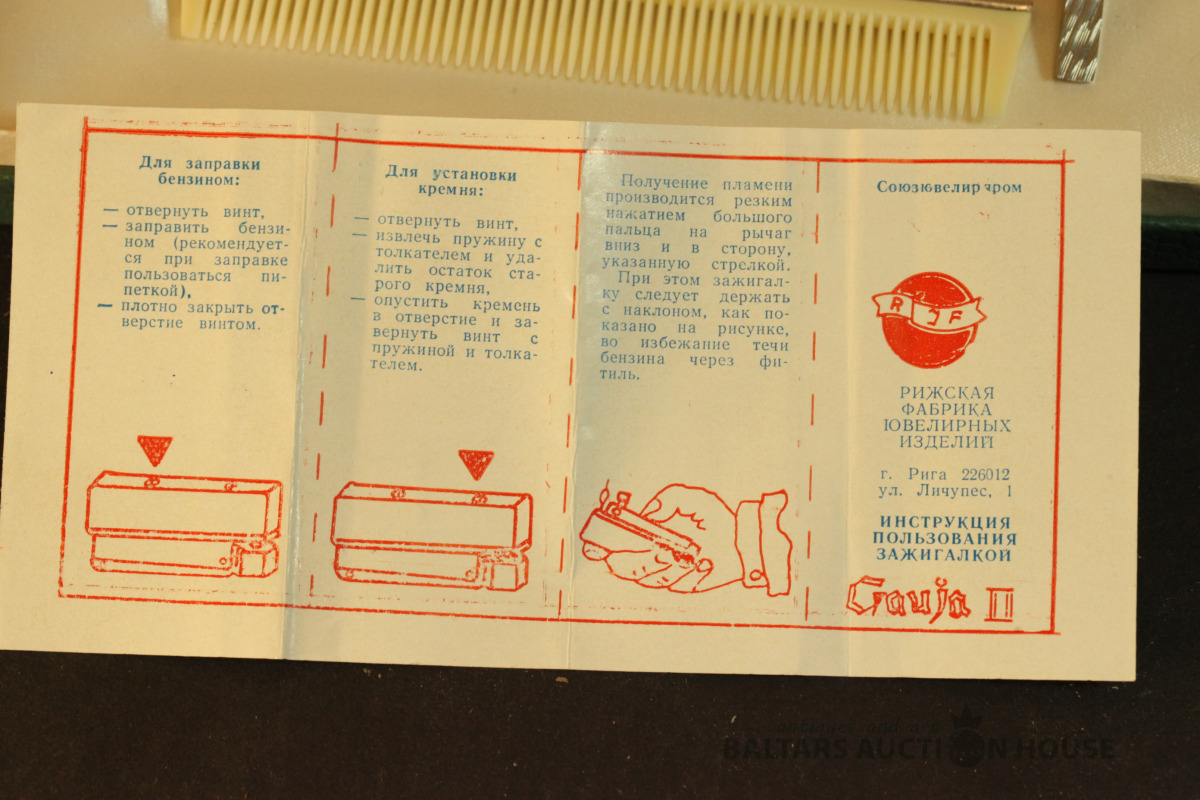 Для заправки
бензином:
— отвернуть винт,
— заправить бензи-
ном (рекомендует-
ся при заправке
пользоваться пи-
петкой),
— плотно закрыть от-
верстие винтом.
Для установки
кремня:
— отвернуть винт,
— извлечь пружину с
толкателем и уда-
лить остаток ста-
рого кремня,
— опустить кремень
в отверстие и за-
вернуть винт с
пружиной и толка-
телем.
Получение пламени
производится резким
нажатием большого
пальца на рычаг
вниз и в сторону,
указанную стрелкой.
При этом зажигал-
ку следует держать
с наклоном, как по-
казано на рисунке,
во избежание течи
бензина через фи-
тиль.
Союзювелирпром
R J F
РИЖСКАЯ
ФАБРИКА
ЮВЕЛИРНЫХ
ИЗДЕЛИЙ
г. Рига 226012
ул. Личупес, 1
ИНСТРУКЦИЯ
ПОЛЬЗОВАНИЯ
ЗАЖИГАЛКОЙ
Gauja II
BALTARS AUCTION HOUSE